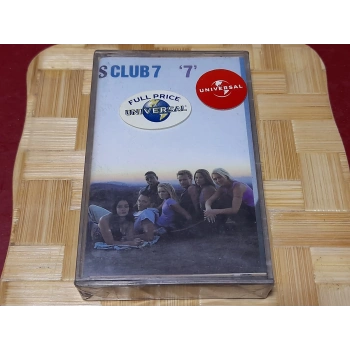 S CLUB 7 '7'
FULL PRICE
UNIVERSAL
UNIVERSAL